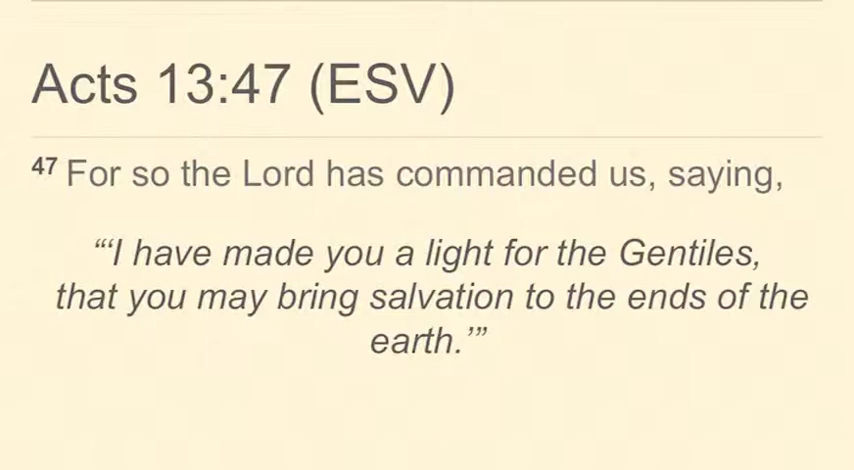 Acts 13:47 (ESV)
47 For so the Lord has commanded us, saying,
“‘I have made you a light for the Gentiles,
that you may bring salvation to the ends of the
earth.’”